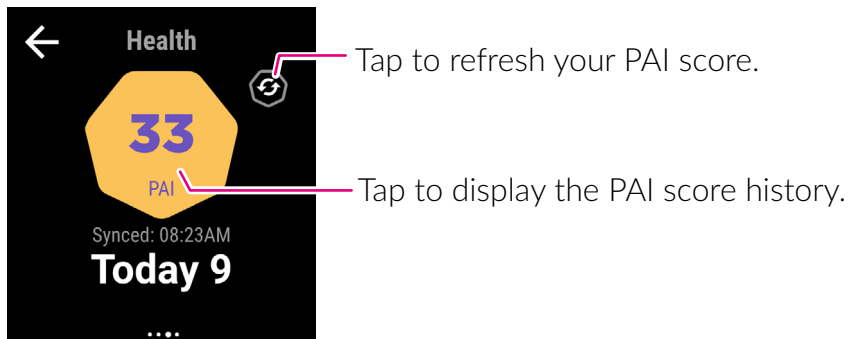 Health
Tap to refresh your PAI score.
33
PAI
Tap to display the PAI score history.
Synced: 08:23AM
Today 9